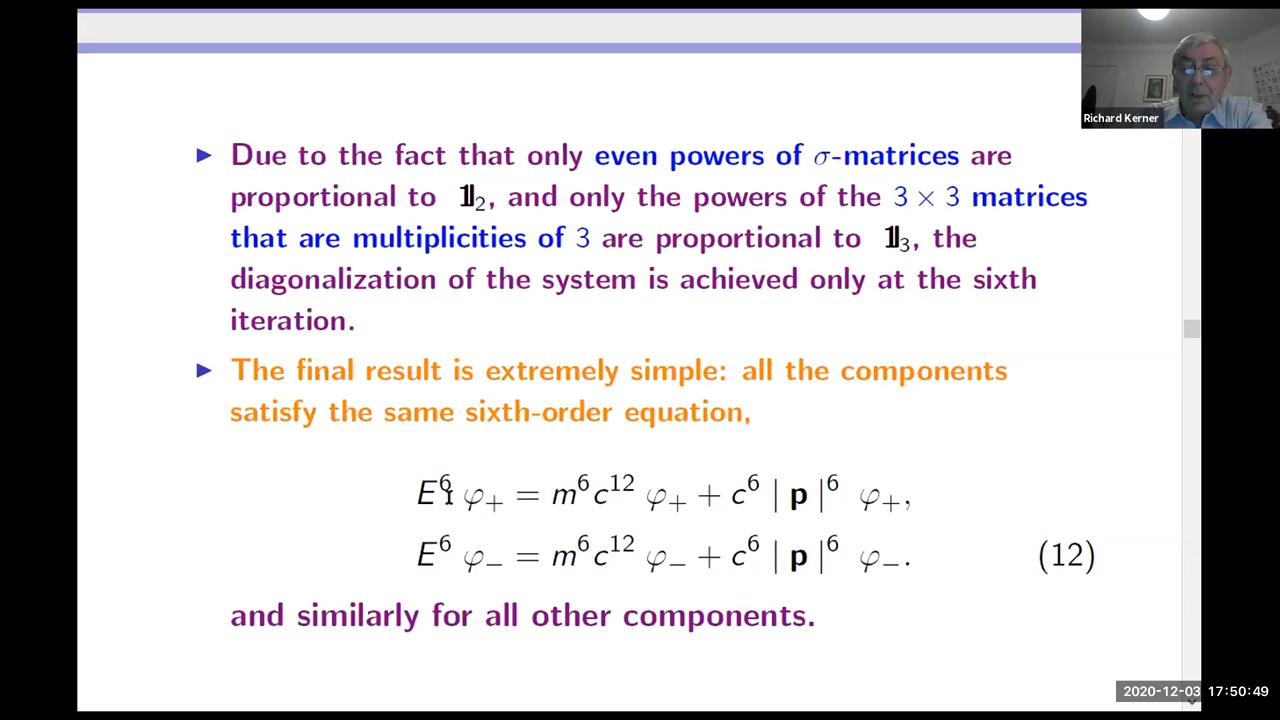 Richard Kerner
▶ Due to the fact that only even powers of σ-matrices are
proportional to 𝟙₂, and only the powers of the 3 × 3 matrices
that are multiplicities of 3 are proportional to 𝟙₃, the
diagonalization of the system is achieved only at the sixth
iteration.
▶ The final result is extremely simple: all the components
satisfy the same sixth-order equation,
E⁶ φ₊ = m⁶c¹² φ₊ + c⁶ | p |⁶ φ₊,
E⁶ φ₋ = m⁶c¹² φ₋ + c⁶ | p |⁶ φ₋. (12)
and similarly for all other components.
2020-12-03 17:50:49